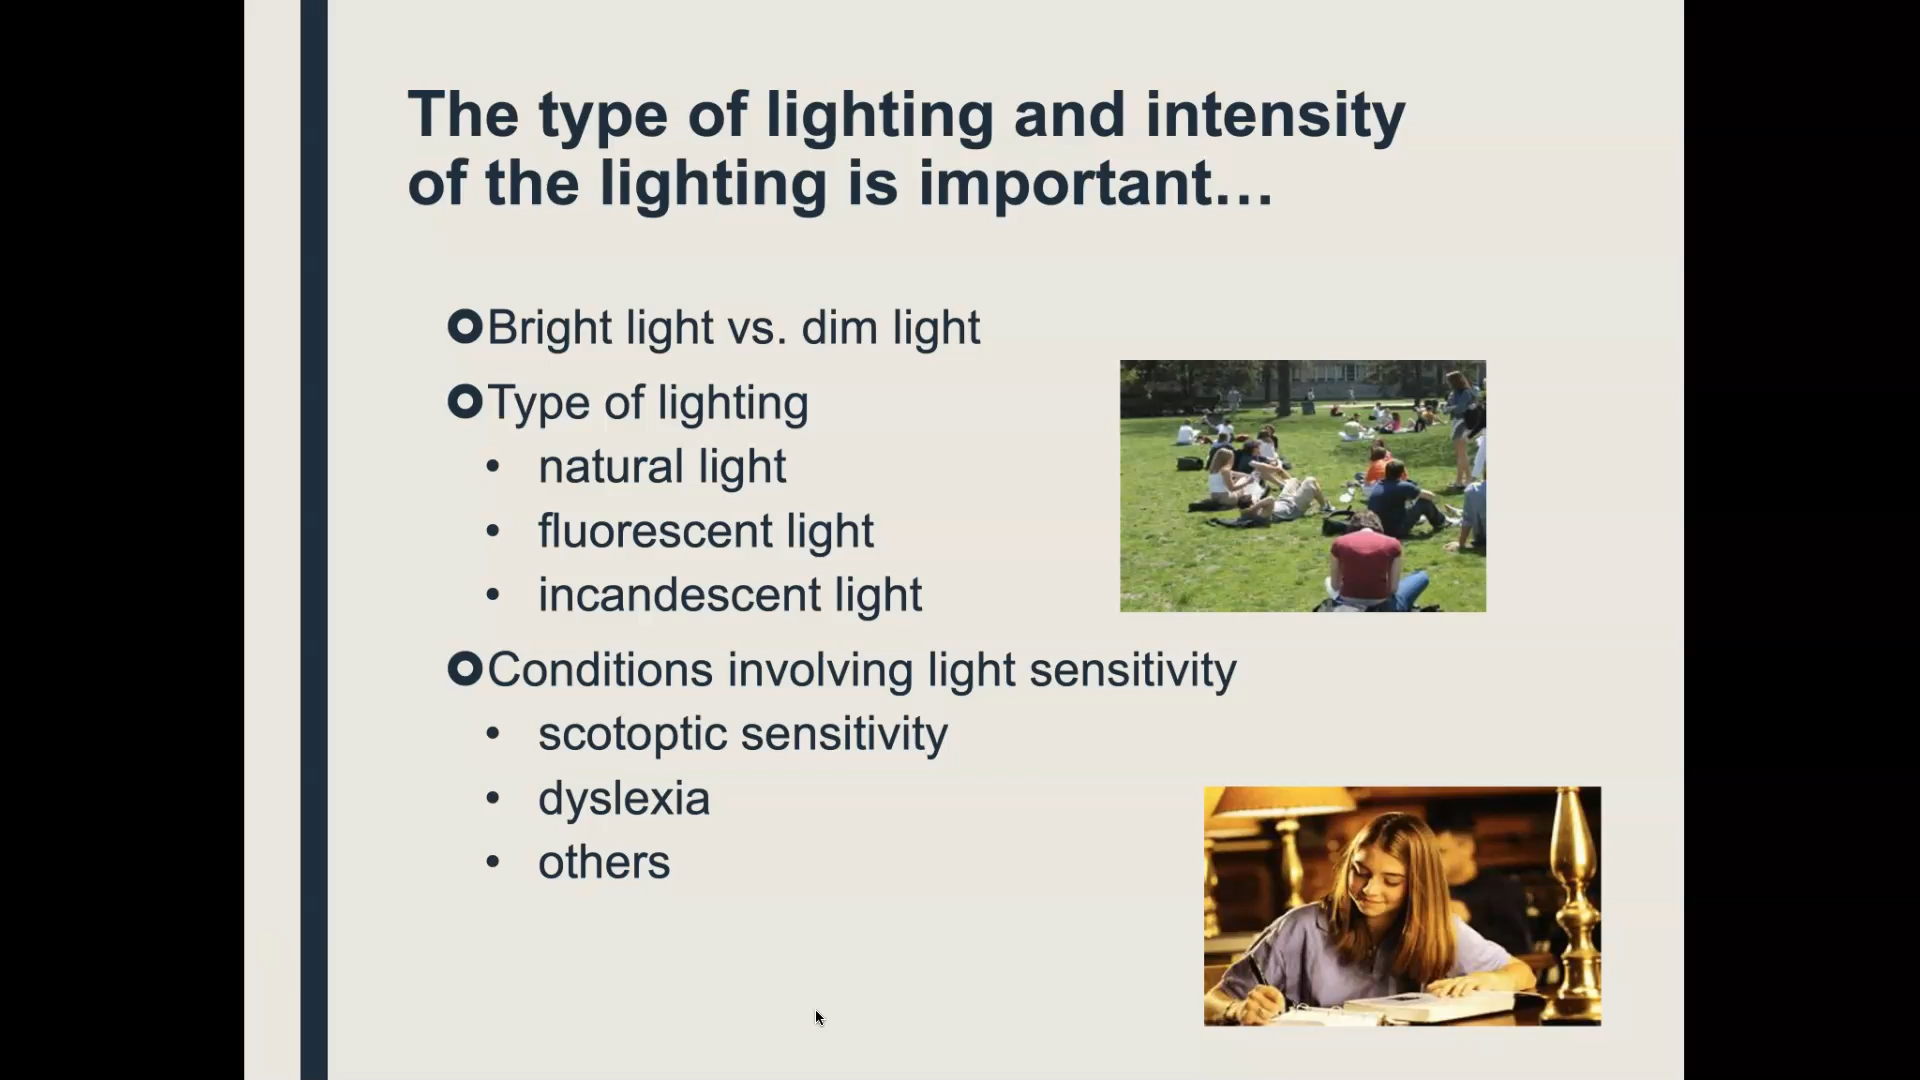 The type of lighting and intensity
of the lighting is important…
Bright light vs. dim light
Type of lighting
• natural light
• fluorescent light
• incandescent light
Conditions involving light sensitivity
• scotoptic sensitivity
• dyslexia
• others